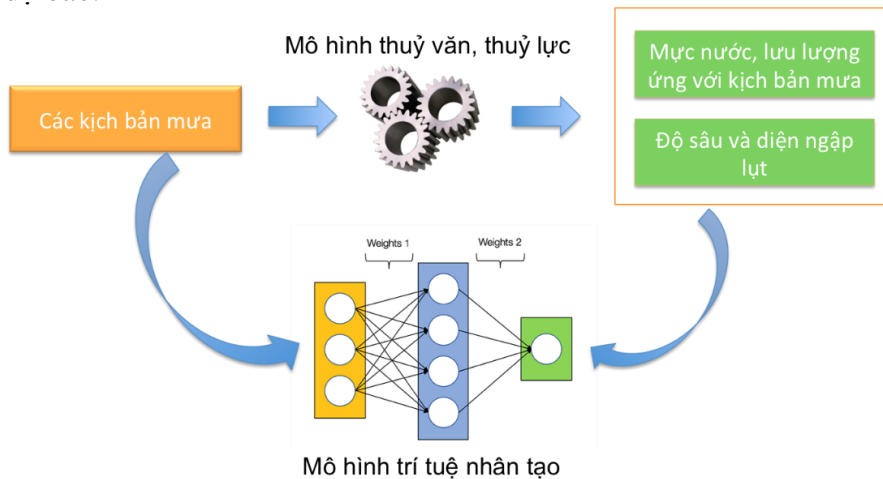 Mô hình thuỷ văn, thuỷ lực
Các kịch bản mưa
Mực nước, lưu lượng
ứng với kịch bản mưa
Độ sâu và diện ngập
lụt
Weights 1
Weights 2
Mô hình trí tuệ nhân tạo